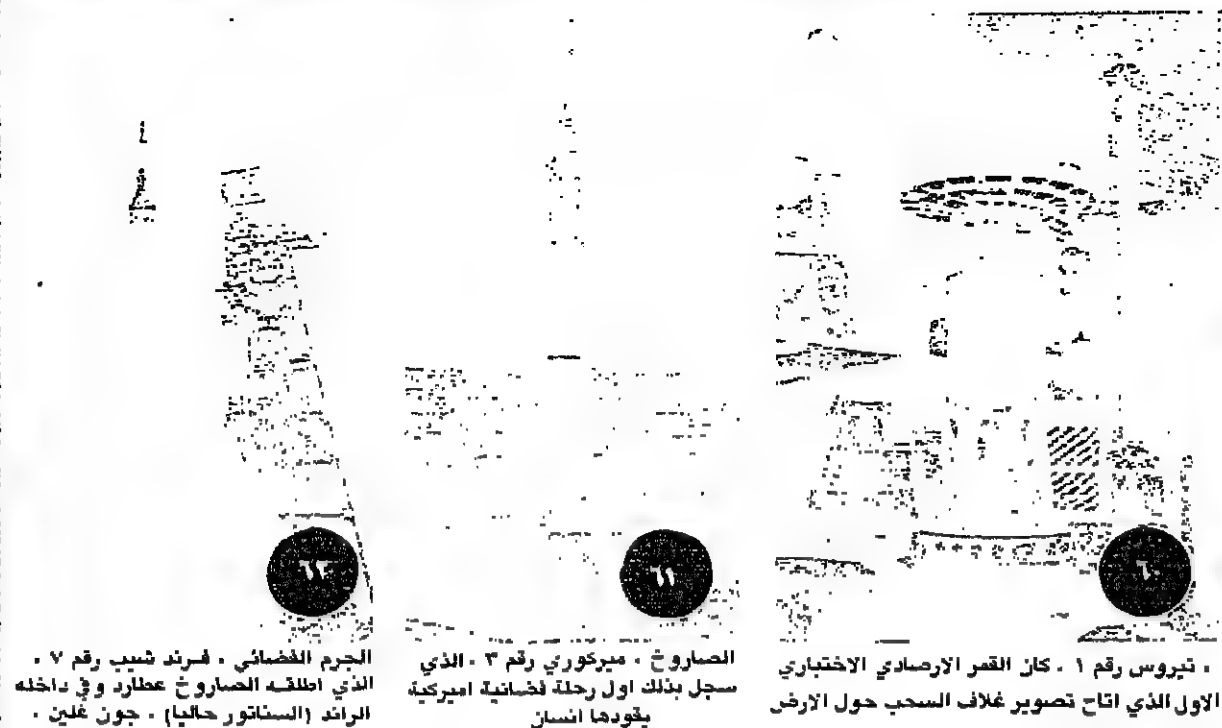 ٦٠
« تيروس رقم ١ » كان القمر الارصادي الاختباري
الاول الذي اتاح تصوير غلاف السحب حول الارض
٦١
الصاروخ « ميركوري رقم ٣ » الذي
سجل بذلك اول رحلة فضائية اميركية
يقودها انسان
٦٢
الجرم الفضائي « فرند شيب رقم ٧ »
الذي اطلقه الصاروخ عطارد وفي داخله
الرائد (السناتور حاليا) « جون غلين »